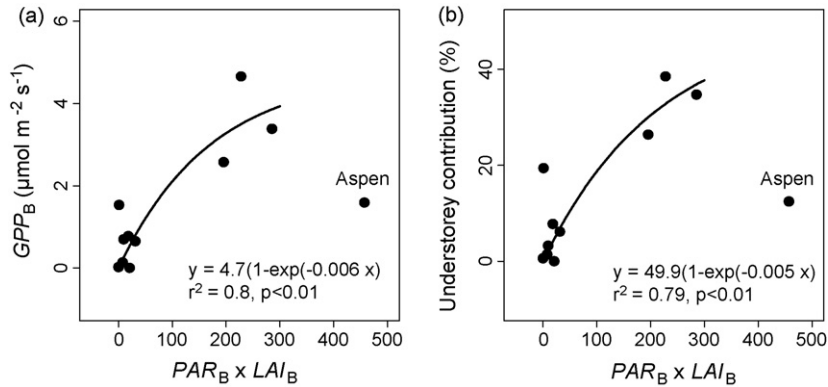 (a)
6
4
2
0
GPP_B (μmol m⁻² s⁻¹)
Aspen
y = 4.7(1-exp(-0.006 x)
r² = 0.8, p<0.01
0 100 200 300 400 500
PAR_B x LAI_B
(b)
40
20
0
Understorey contribution (%)
Aspen
y = 49.9(1-exp(-0.005 x)
r² = 0.79, p<0.01
0 100 200 300 400 500
PAR_B x LAI_B